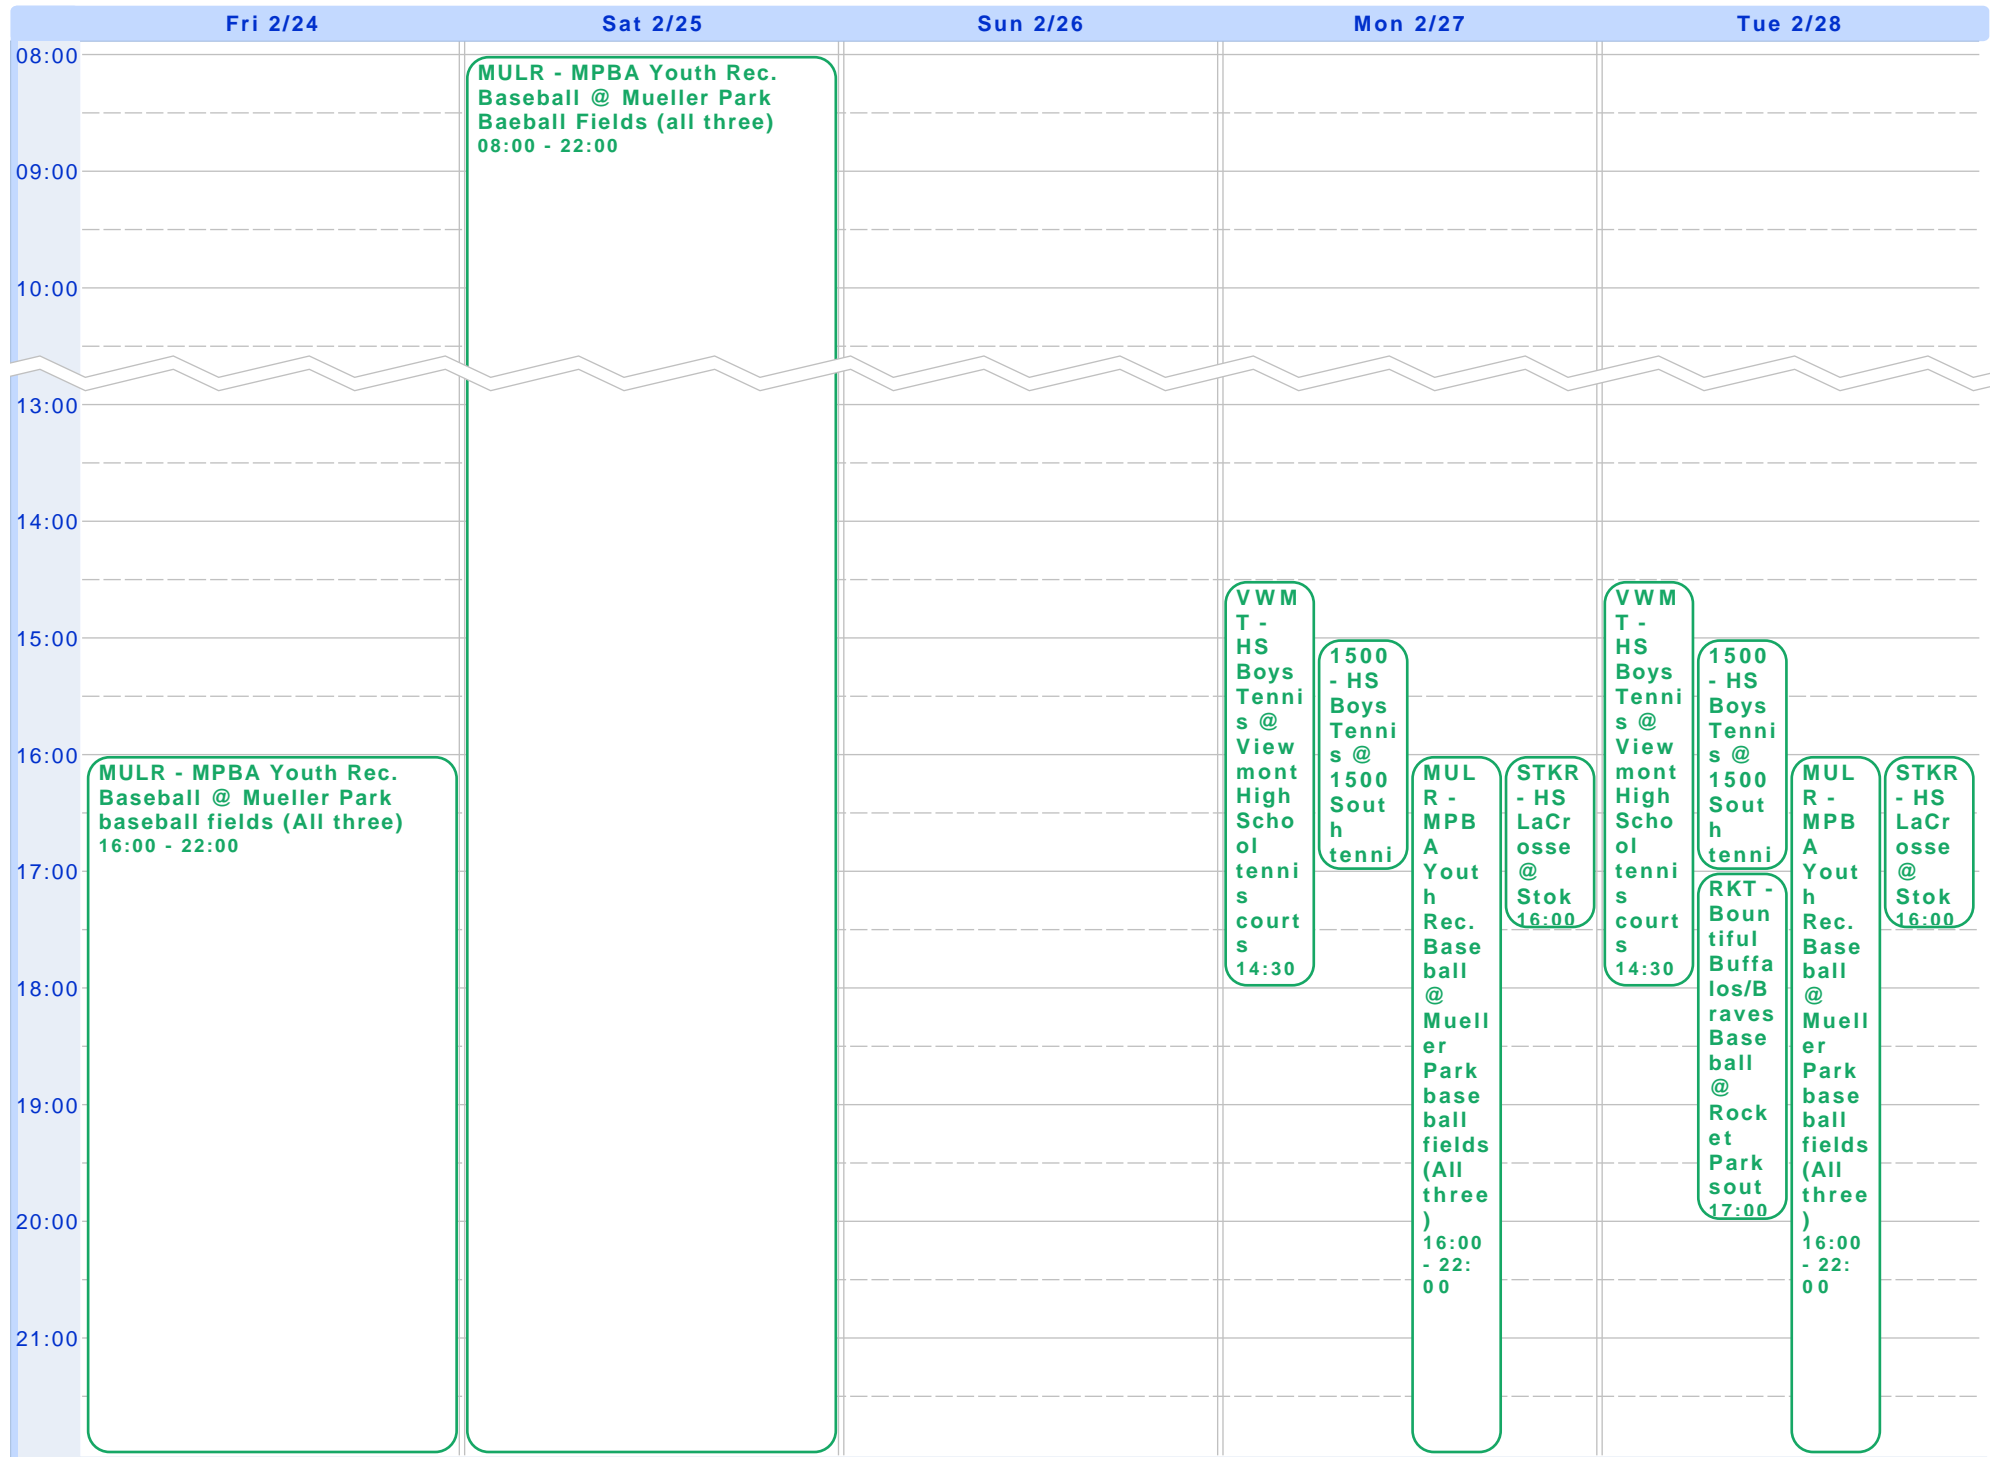 Fri 2/24
Sat 2/25
Sun 2/26
Mon 2/27
Tue 2/28
08:00
09:00
10:00
13:00
14:00
15:00
16:00
17:00
18:00
19:00
20:00
21:00
MULR - MPBA Youth Rec.
Baseball @ Mueller Park
baseball fields (All three)
16:00 - 22:00
MULR - MPBA Youth Rec.
Baseball @ Mueller Park
Baeball Fields (all three)
08:00 - 22:00
VWM
T -
HS
Boys
Tenni
s @
View
mont
High
Scho
ol
tenni
s
court
s
14:30
1500
- HS
Boys
Tenni
s @
1500
Sout
h
tenni
MUL
R -
MPB
A
Yout
h
Rec.
Base
ball
@
Muell
er
Park
base
ball
fields
(All
three
)
16:00
- 22:
00
STKR
- HS
LaCr
osse
@
Stok
16:00
VWM
T -
HS
Boys
Tenni
s @
View
mont
High
Scho
ol
tenni
s
court
s
14:30
1500
- HS
Boys
Tenni
s @
1500
Sout
h
tenni
RKT -
Boun
tiful
Buffa
los/B
raves
Base
ball
@
Rock
et
Park
sout
17:00
MUL
R -
MPB
A
Yout
h
Rec.
Base
ball
@
Muell
er
Park
base
ball
fields
(All
three
)
16:00
- 22:
00
STKR
- HS
LaCr
osse
@
Stok
16:00